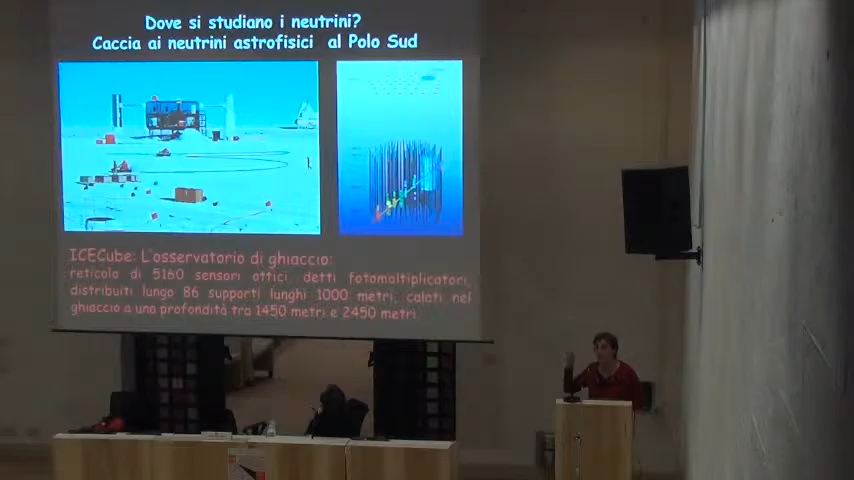 Dove si studiano i neutrini?
Caccia ai neutrini astrofisici al Polo Sud
ICECube: L'osservatorio di ghiaccio:
reticolo di 5160 sensori ottici, detti fotomoltiplicatori,
distribuiti lungo 86 supporti lunghi 1000 metri, calati nel
ghiaccio a una profondità tra 1450 metri e 2450 metri.